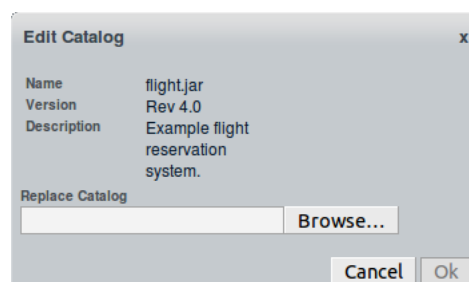 Edit Catalog x
Name flight.jar
Version Rev 4.0
Description Example flight
reservation
system.
Replace Catalog
Browse...
Cancel Ok